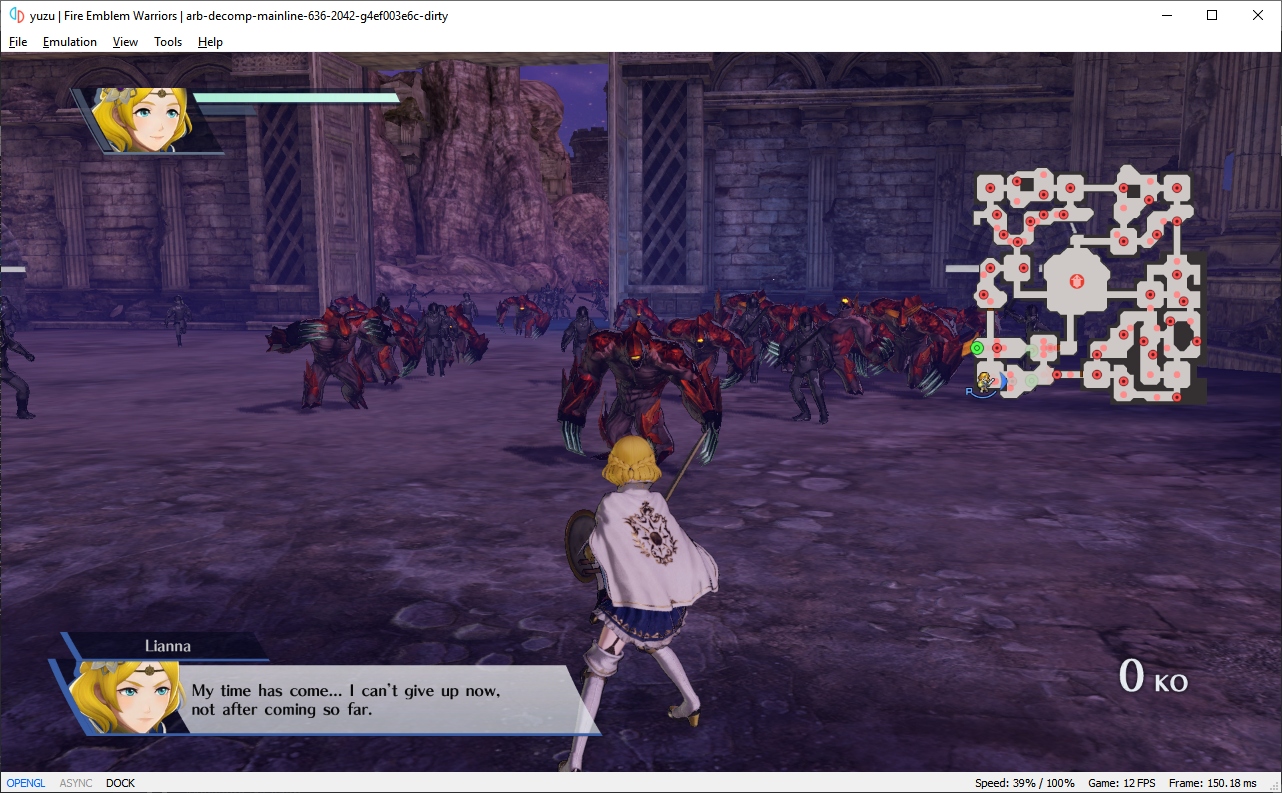 yuzu | Fire Emblem Warriors | arb-decomp-mainline-636-2042-g4ef003e6c-dirty
File Emulation View Tools Help
P
Lianna
My time has come... I can't give up now,
not after coming so far.
0 KO
OPENGL ASYNC DOCK Speed: 39% / 100% Game: 12 FPS Frame: 150.18 ms